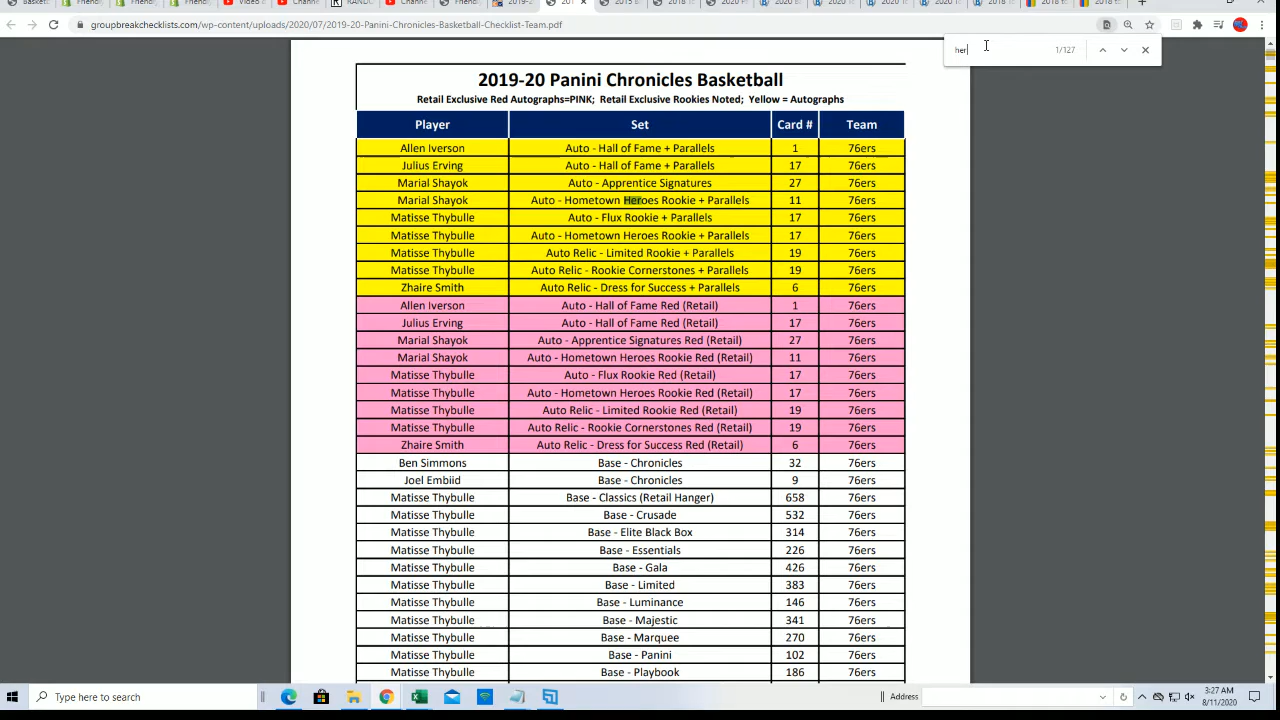 groupbreakchecklists.com/wp-content/uploads/2020/07/2019-20-Panini-Chronicles-Basketball-Checklist-Team.pdf
her 1/127
2019-20 Panini Chronicles Basketball
Retail Exclusive Red Autographs=PINK; Retail Exclusive Rookies Noted; Yellow = Autographs
Player Set Card # Team
Allen Iverson Auto - Hall of Fame + Parallels 1 76ers
Julius Erving Auto - Hall of Fame + Parallels 17 76ers
Marial Shayok Auto - Apprentice Signatures 27 76ers
Marial Shayok Auto - Hometown Heroes Rookie + Parallels 11 76ers
Matisse Thybulle Auto - Flux Rookie + Parallels 17 76ers
Matisse Thybulle Auto - Hometown Heroes Rookie + Parallels 17 76ers
Matisse Thybulle Auto Relic - Limited Rookie + Parallels 19 76ers
Matisse Thybulle Auto Relic - Rookie Cornerstones + Parallels 19 76ers
Zhaire Smith Auto Relic - Dress for Success + Parallels 6 76ers
Allen Iverson Auto - Hall of Fame Red (Retail) 1 76ers
Julius Erving Auto - Hall of Fame Red (Retail) 17 76ers
Marial Shayok Auto - Apprentice Signatures Red (Retail) 27 76ers
Marial Shayok Auto - Hometown Heroes Rookie Red (Retail) 11 76ers
Matisse Thybulle Auto - Flux Rookie Red (Retail) 17 76ers
Matisse Thybulle Auto - Hometown Heroes Rookie Red (Retail) 17 76ers
Matisse Thybulle Auto Relic - Limited Rookie Red (Retail) 19 76ers
Matisse Thybulle Auto Relic - Rookie Cornerstones Red (Retail) 19 76ers
Zhaire Smith Auto Relic - Dress for Success Red (Retail) 6 76ers
Ben Simmons Base - Chronicles 32 76ers
Joel Embiid Base - Chronicles 9 76ers
Matisse Thybulle Base - Classics (Retail Hanger) 658 76ers
Matisse Thybulle Base - Crusade 532 76ers
Matisse Thybulle Base - Elite Black Box 314 76ers
Matisse Thybulle Base - Essentials 226 76ers
Matisse Thybulle Base - Gala 426 76ers
Matisse Thybulle Base - Limited 383 76ers
Matisse Thybulle Base - Luminance 146 76ers
Matisse Thybulle Base - Majestic 341 76ers
Matisse Thybulle Base - Marquee 270 76ers
Matisse Thybulle Base - Panini 102 76ers
Matisse Thybulle Base - Playbook 186 76ers
Type here to search Address 3:27 AM
8/11/2020